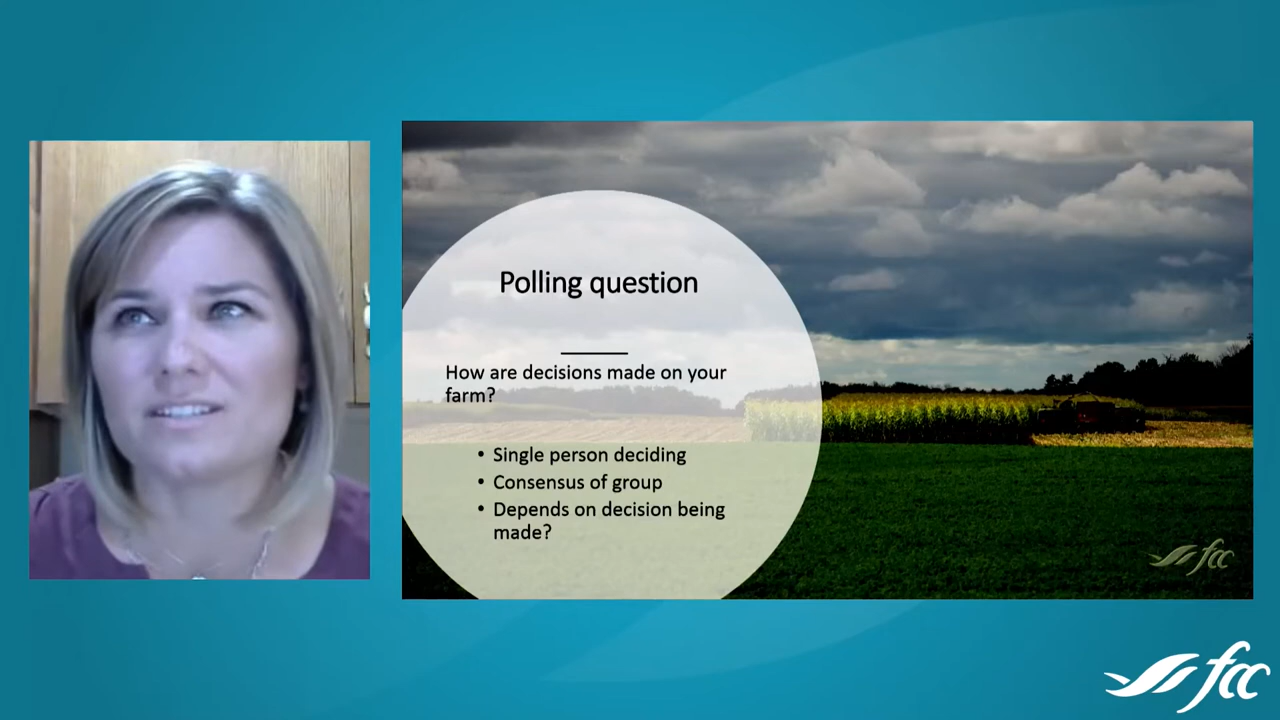 Polling question
How are decisions made on your
farm?
• Single person deciding
• Consensus of group
• Depends on decision being
made?
fcc
fcc